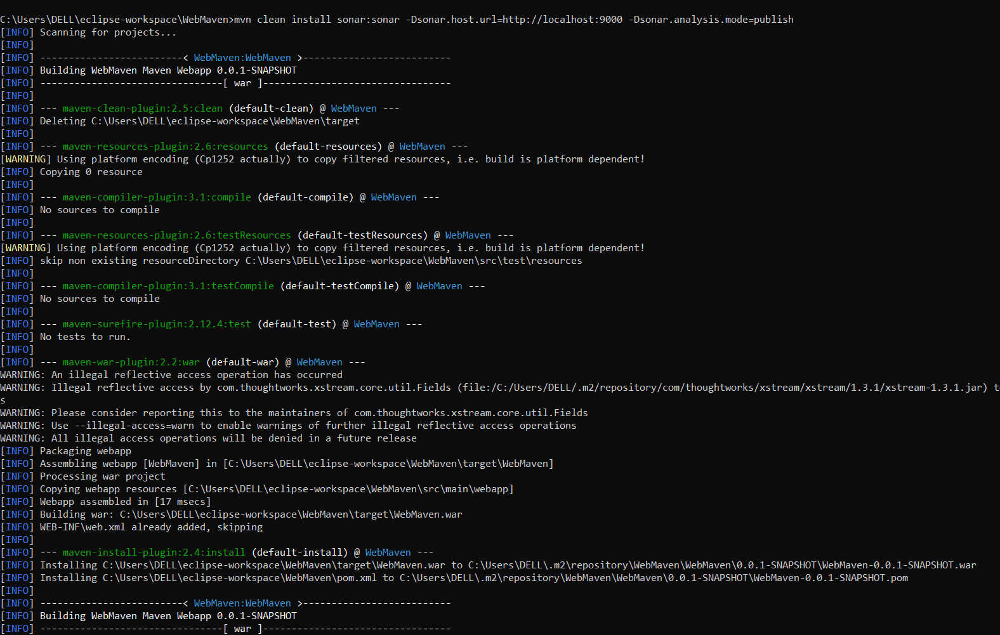 C:\Users\DELL\eclipse-workspace\WebMaven>mvn clean install sonar:sonar -Dsonar.host.url=http://localhost:9000 -Dsonar.analysis.mode=publish
[INFO] Scanning for projects...
[INFO]
[INFO] -------------------------< WebMaven:WebMaven >--------------------------
[INFO] Building WebMaven Maven Webapp 0.0.1-SNAPSHOT
[INFO] --------------------------------[ war ]---------------------------------
[INFO]
[INFO] --- maven-clean-plugin:2.5:clean (default-clean) @ WebMaven ---
[INFO] Deleting C:\Users\DELL\eclipse-workspace\WebMaven\target
[INFO]
[INFO] --- maven-resources-plugin:2.6:resources (default-resources) @ WebMaven ---
[WARNING] Using platform encoding (Cp1252 actually) to copy filtered resources, i.e. build is platform dependent!
[INFO] Copying 0 resource
[INFO]
[INFO] --- maven-compiler-plugin:3.1:compile (default-compile) @ WebMaven ---
[INFO] No sources to compile
[INFO]
[INFO] --- maven-resources-plugin:2.6:testResources (default-testResources) @ WebMaven ---
[WARNING] Using platform encoding (Cp1252 actually) to copy filtered resources, i.e. build is platform dependent!
[INFO] skip non existing resourceDirectory C:\Users\DELL\eclipse-workspace\WebMaven\src\test\resources
[INFO]
[INFO] --- maven-compiler-plugin:3.1:testCompile (default-testCompile) @ WebMaven ---
[INFO] No sources to compile
[INFO]
[INFO] --- maven-surefire-plugin:2.12.4:test (default-test) @ WebMaven ---
[INFO] No tests to run.
[INFO]
[INFO] --- maven-war-plugin:2.2:war (default-war) @ WebMaven ---
WARNING: An illegal reflective access operation has occurred
WARNING: Illegal reflective access by com.thoughtworks.xstream.core.util.Fields (file:/C:/Users/DELL/.m2/repository/com/thoughtworks/xstream/xstream/1.3.1/xstream-1.3.1.jar) t
s
WARNING: Please consider reporting this to the maintainers of com.thoughtworks.xstream.core.util.Fields
WARNING: Use --illegal-access=warn to enable warnings of further illegal reflective access operations
WARNING: All illegal access operations will be denied in a future release
[INFO] Packaging webapp
[INFO] Assembling webapp [WebMaven] in [C:\Users\DELL\eclipse-workspace\WebMaven\target\WebMaven]
[INFO] Processing war project
[INFO] Copying webapp resources [C:\Users\DELL\eclipse-workspace\WebMaven\src\main\webapp]
[INFO] Webapp assembled in [17 msecs]
[INFO] Building war: C:\Users\DELL\eclipse-workspace\WebMaven\target\WebMaven.war
[INFO] WEB-INF\web.xml already added, skipping
[INFO]
[INFO] --- maven-install-plugin:2.4:install (default-install) @ WebMaven ---
[INFO] Installing C:\Users\DELL\eclipse-workspace\WebMaven\target\WebMaven.war to C:\Users\DELL\.m2\repository\WebMaven\WebMaven\0.0.1-SNAPSHOT\WebMaven-0.0.1-SNAPSHOT.war
[INFO] Installing C:\Users\DELL\eclipse-workspace\WebMaven\pom.xml to C:\Users\DELL\.m2\repository\WebMaven\WebMaven\0.0.1-SNAPSHOT\WebMaven-0.0.1-SNAPSHOT.pom
[INFO]
[INFO] -------------------------< WebMaven:WebMaven >--------------------------
[INFO] Building WebMaven Maven Webapp 0.0.1-SNAPSHOT
[INFO] --------------------------------[ war ]---------------------------------